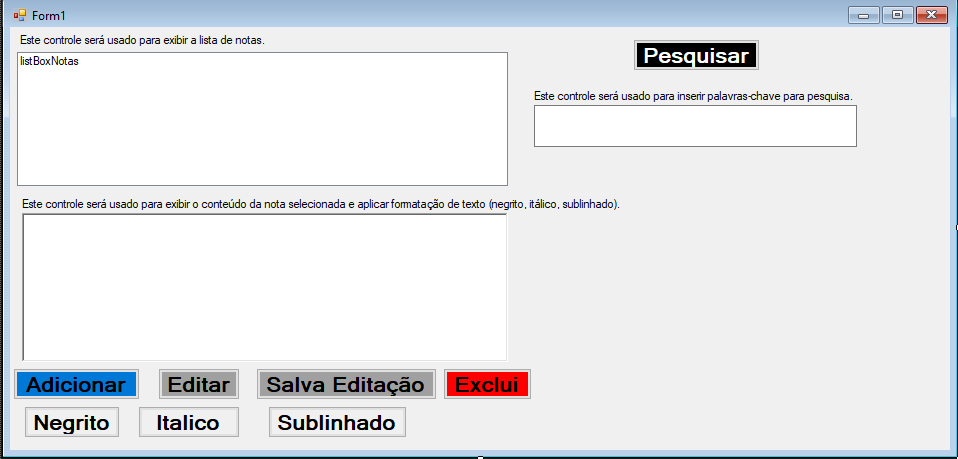 Form1
Este controle será usado para exibir a lista de notas.
listBoxNotas
Pesquisar
Este controle será usado para inserir palavras-chave para pesquisa.
Este controle será usado para exibir o conteúdo da nota selecionada e aplicar formatação de texto (negrito, itálico, sublinhado).
Adicionar
Editar
Salva Editação
Exclui
Negrito
Italico
Sublinhado